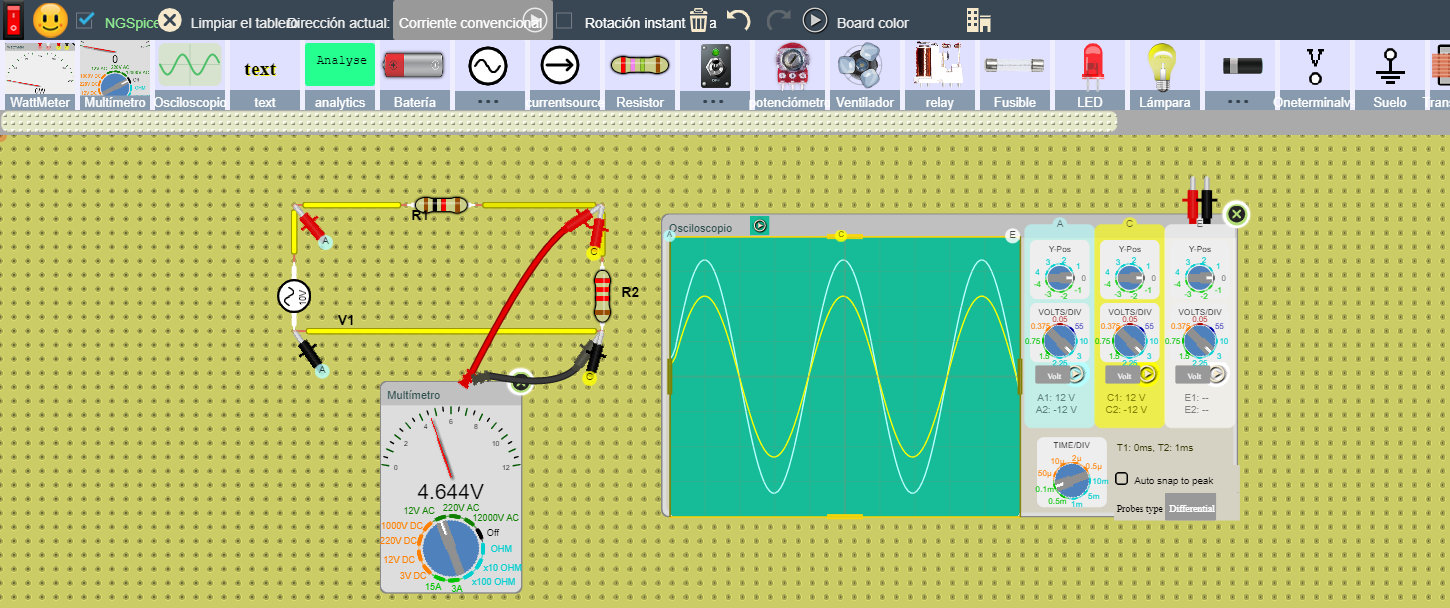 NGSpice
Limpiar el tablero
Dirección actual:
Corriente convencional
Rotación instant
a
Board color
text
Analyse
WattMeter
Multímetro
Osciloscopio
text
analytics
Batería
...
currentsource
Resistor
...
potenciómetro
Ventilador
relay
Fusible
LED
Lámpara
...
Oneterminalv
Suelo
Tran
V
R1
A
C
10V
R2
V1
A
C
Osciloscopio
A
C
E
A
C
E
Y-Pos
Y-Pos
Y-Pos
VOLTS/DIV
VOLTS/DIV
VOLTS/DIV
Volt
Volt
Volt
A1: 12 V
A2: -12 V
C1: 12 V
C2: -12 V
E1: --
E2: --
TIME/DIV
10µ
2µ
0.5µ
50µ
10m
0.1m
5m
0.5m
1m
T1: 0ms, T2: 1ms
Auto snap to peak
Probes type
Differential
Multímetro
0
2
4
6
8
10
12
4.644V
12V AC
220V AC
12000V AC
1000V DC
Off
220V DC
OHM
12V DC
x10 OHM
3V DC
x100 OHM
15A
3A